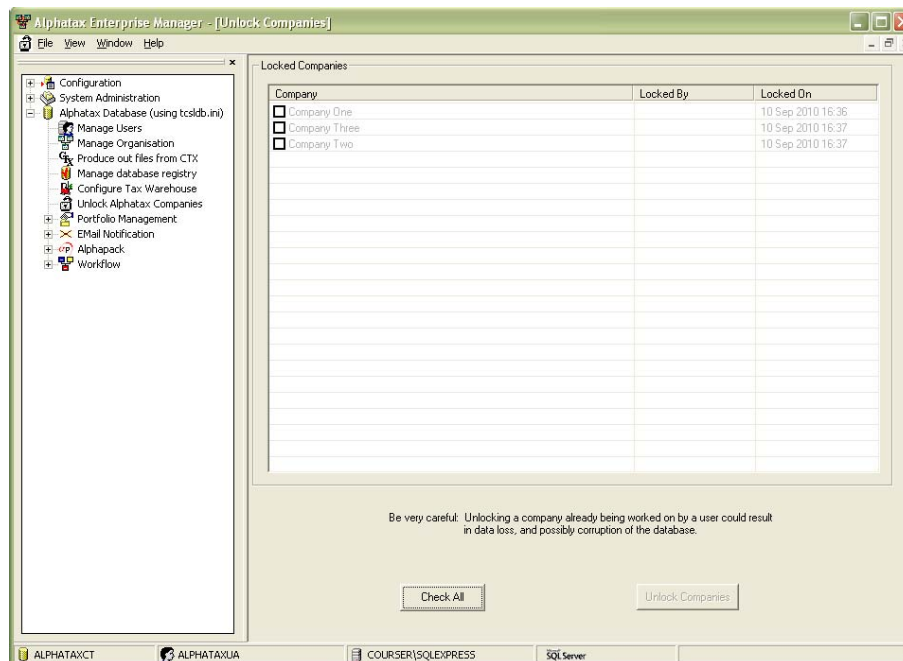 Alphatax Enterprise Manager - [Unlock Companies]
File View Window Help
Configuration
System Administration
Alphatax Database (using tcsldb.ini)
Manage Users
Manage Organisation
Produce out files from CTX
Manage database registry
Configure Tax Warehouse
Unlock Alphatax Companies
Portfolio Management
EMail Notification
Alphapack
Workflow
Locked Companies
Company Locked By Locked On
Company One 10 Sep 2010 16:36
Company Three 10 Sep 2010 16:37
Company Two 10 Sep 2010 16:37
Be very careful: Unlocking a company already being worked on by a user could result
in data loss, and possibly corruption of the database.
Check All Unlock Companies
ALPHATAXCT ALPHATAXUA COURSER\SQLEXPRESS SQL Server